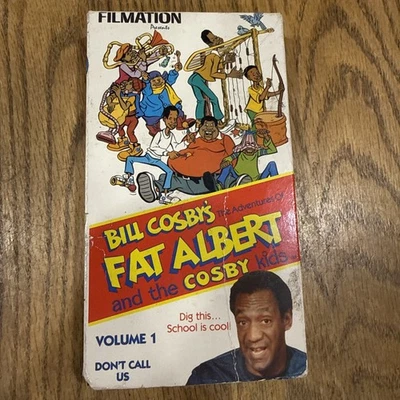 FILMATION
Presents
BILL COSBY'S The Adventures Of
FAT ALBERT
and the COSBY kids
Dig this...
School is cool!
VOLUME 1
DON'T CALL
US